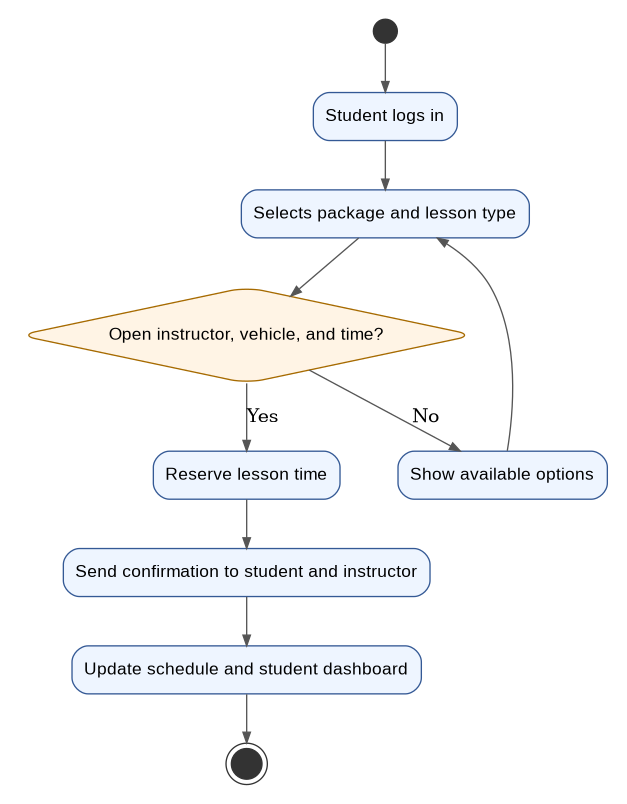 Student logs in
Selects package and lesson type
Open instructor, vehicle, and time?
Yes
No
Reserve lesson time
Show available options
Send confirmation to student and instructor
Update schedule and student dashboard